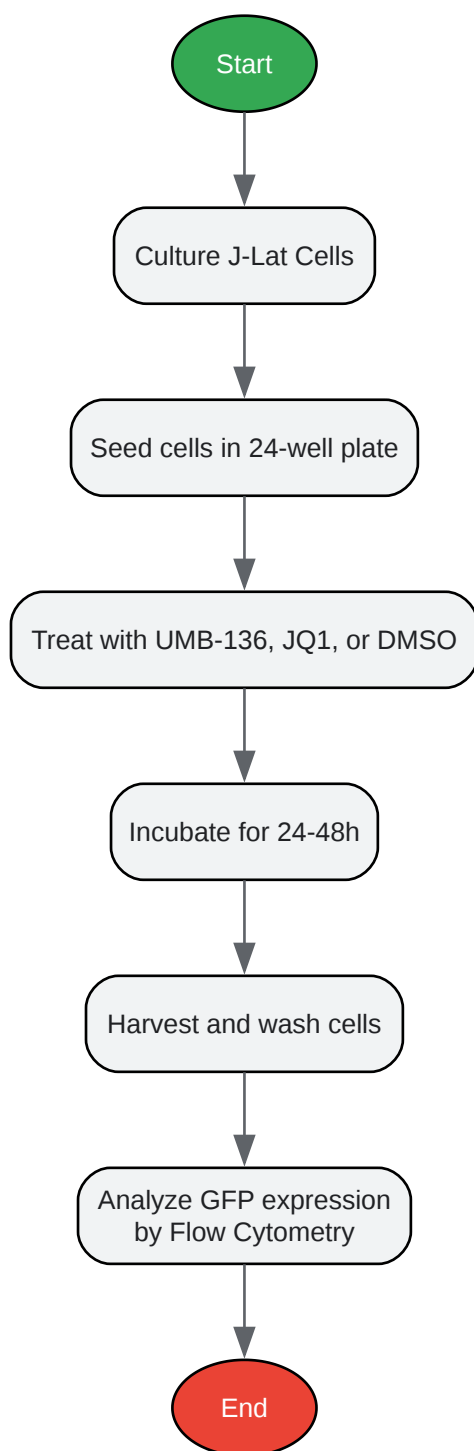 Start
Culture J-Lat Cells
Seed cells in 24-well plate
Treat with UMB-136, JQ1, or DMSO
Incubate for 24-48h
Harvest and wash cells
Analyze GFP expression
by Flow Cytometry
End